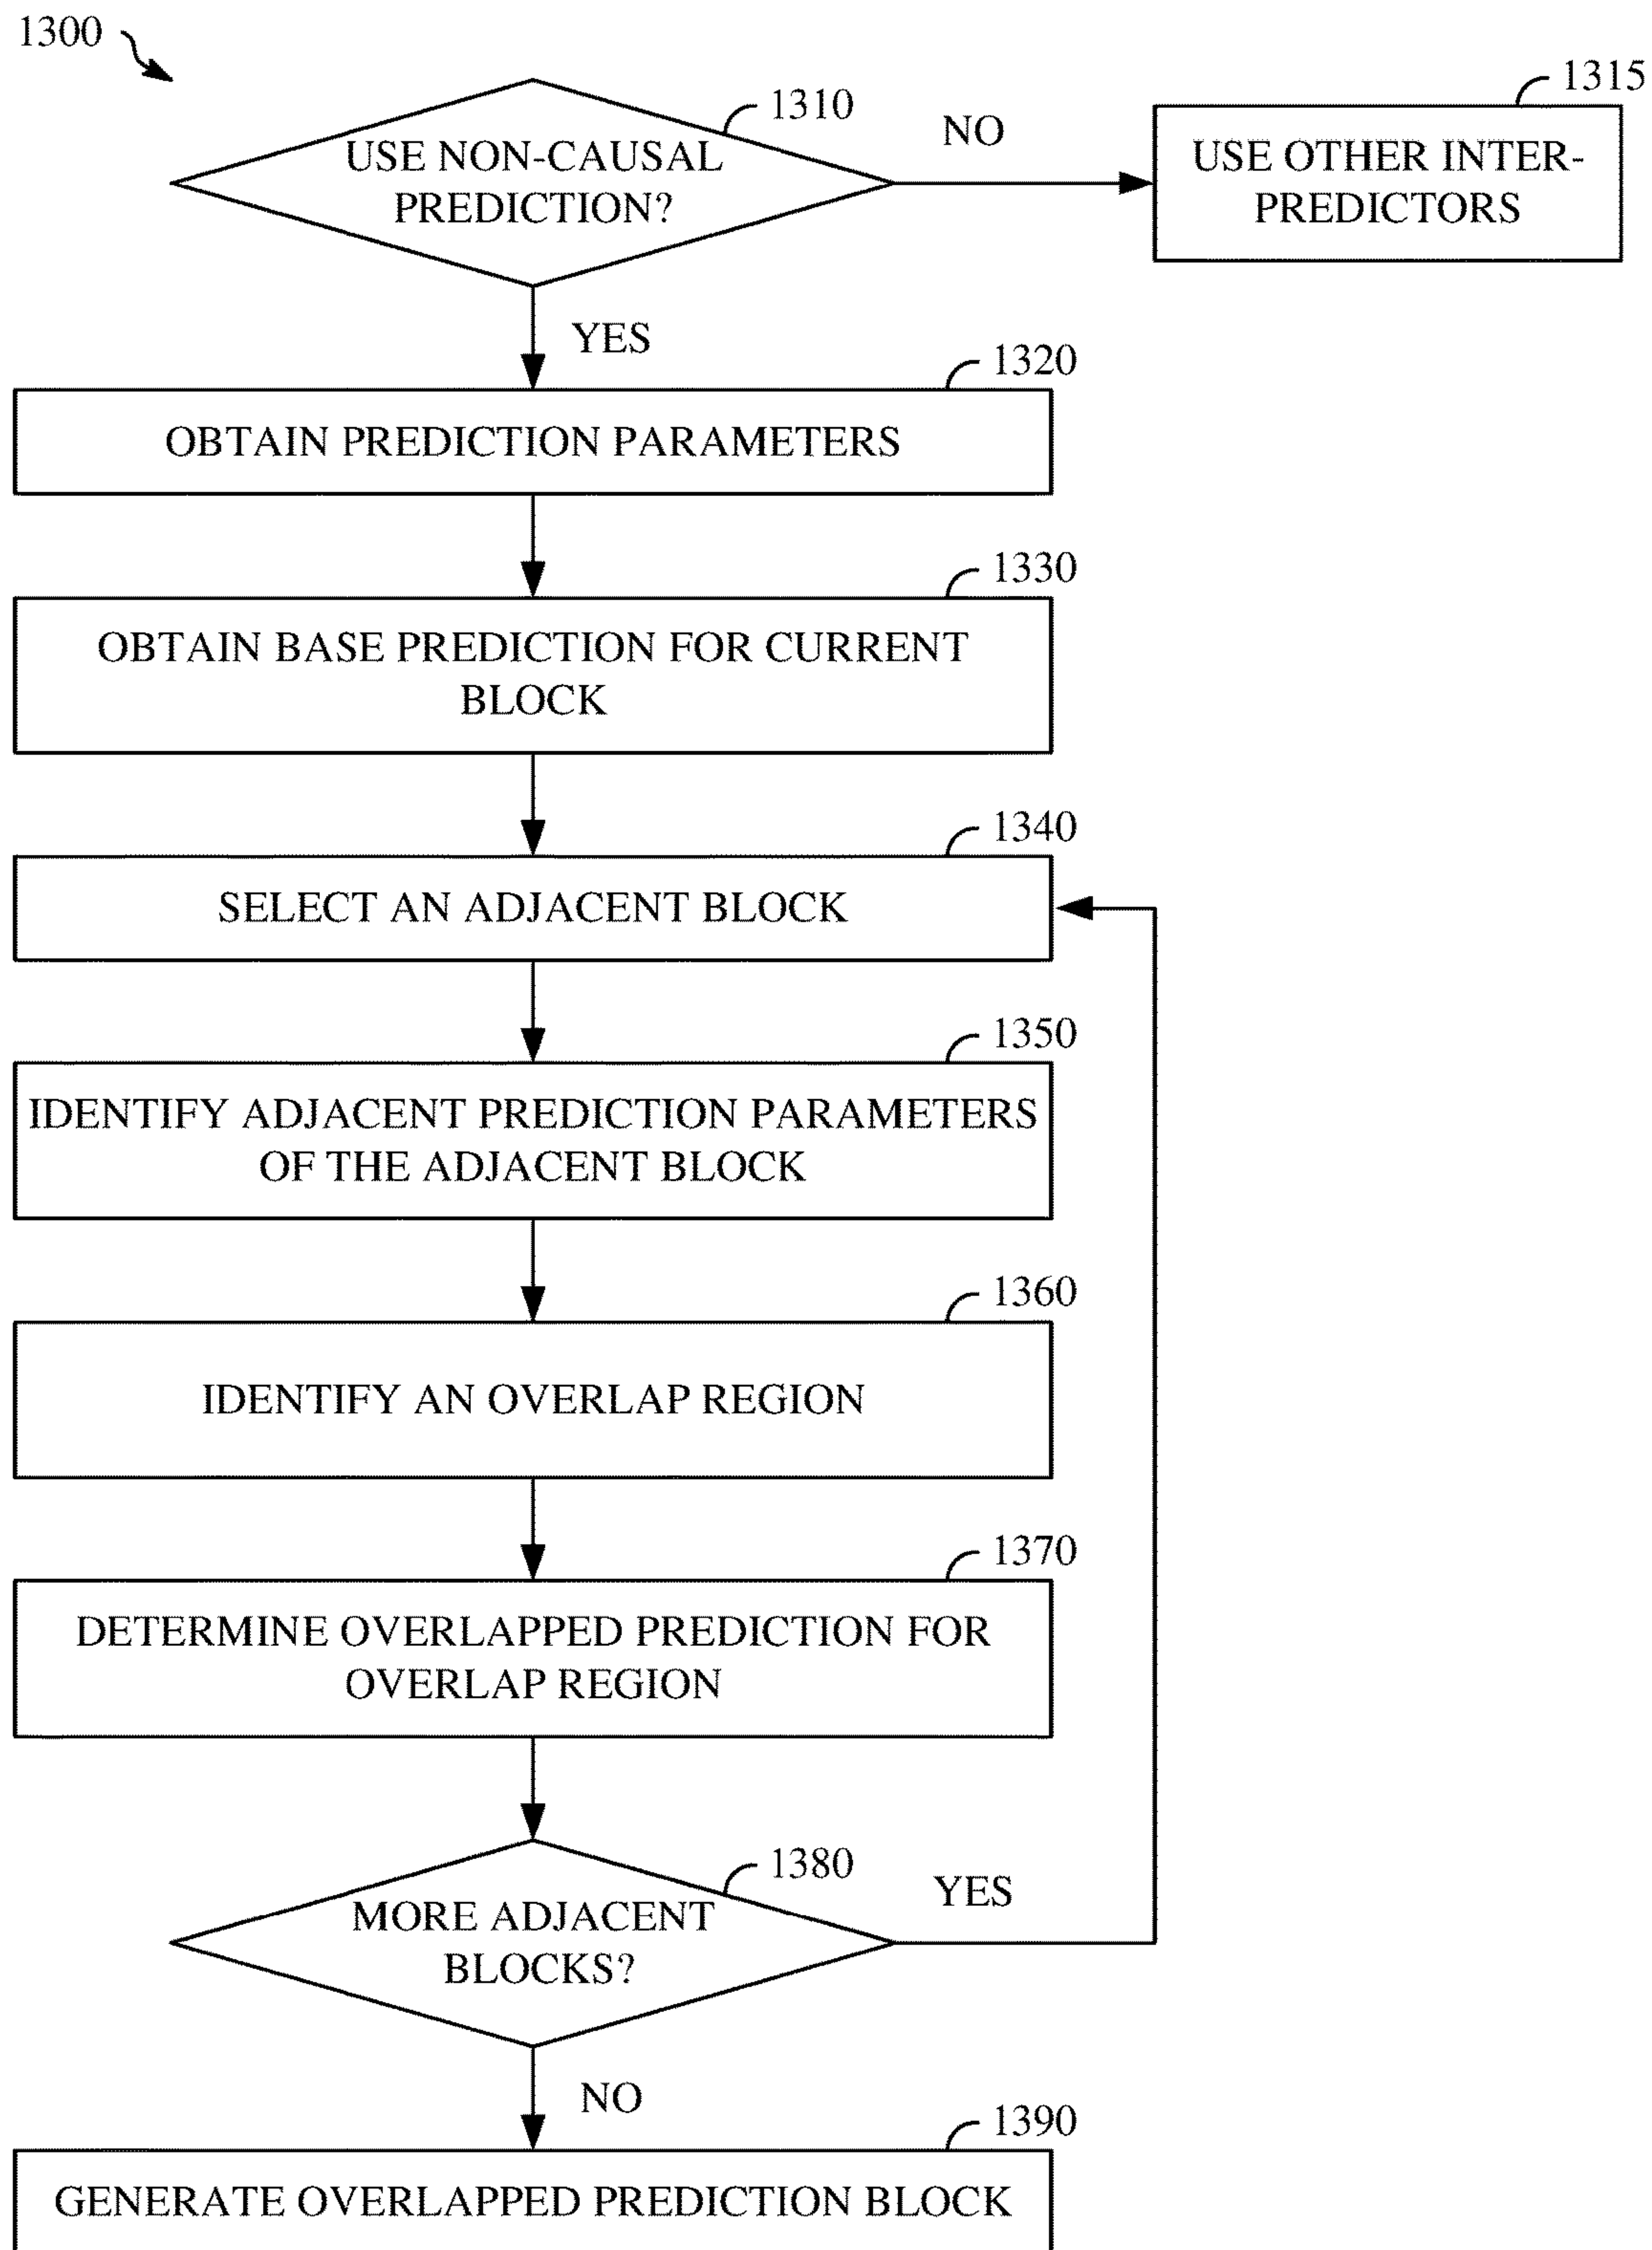 1300
1310
USE NON-CAUSAL
PREDICTION?
NO
1315
USE OTHER INTER-
PREDICTORS
YES
1320
OBTAIN PREDICTION PARAMETERS
1330
OBTAIN BASE PREDICTION FOR CURRENT
BLOCK
1340
SELECT AN ADJACENT BLOCK
1350
IDENTIFY ADJACENT PREDICTION PARAMETERS
OF THE ADJACENT BLOCK
1360
IDENTIFY AN OVERLAP REGION
1370
DETERMINE OVERLAPPED PREDICTION FOR
OVERLAP REGION
1380
MORE ADJACENT
BLOCKS?
YES
NO
1390
GENERATE OVERLAPPED PREDICTION BLOCK